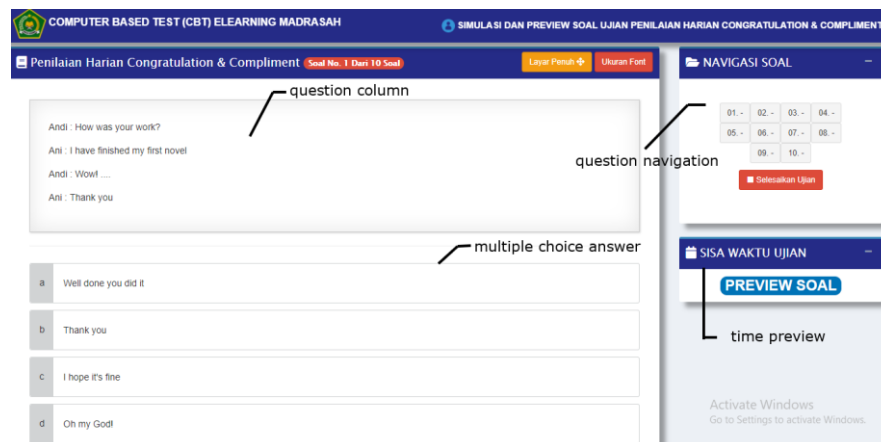 COMPUTER BASED TEST (CBT) ELEARNING MADRASAH
SIMULASI DAN PREVIEW SOAL UJIAN PENILAIAN HARIAN CONGRATULATION & COMPLIMENT
Penilaian Harian Congratulation & Compliment Soal No. 1 Dari 10 Soal
Layar Penuh Ukuran Font
question column
Andi : How was your work?
Ani : I have finished my first novel
Andi : Wow! ....
Ani : Thank you
multiple choice answer
a Well done you did it
b Thank you
c I hope it's fine
d Oh my God!
NAVIGASI SOAL −
01. - 02. - 03. - 04. -
05. - 06. - 07. - 08. -
09. - 10. -
question navigation
Selesaikan Ujian
SISA WAKTU UJIAN −
PREVIEW SOAL
time preview
Activate Windows
Go to Settings to activate Windows.